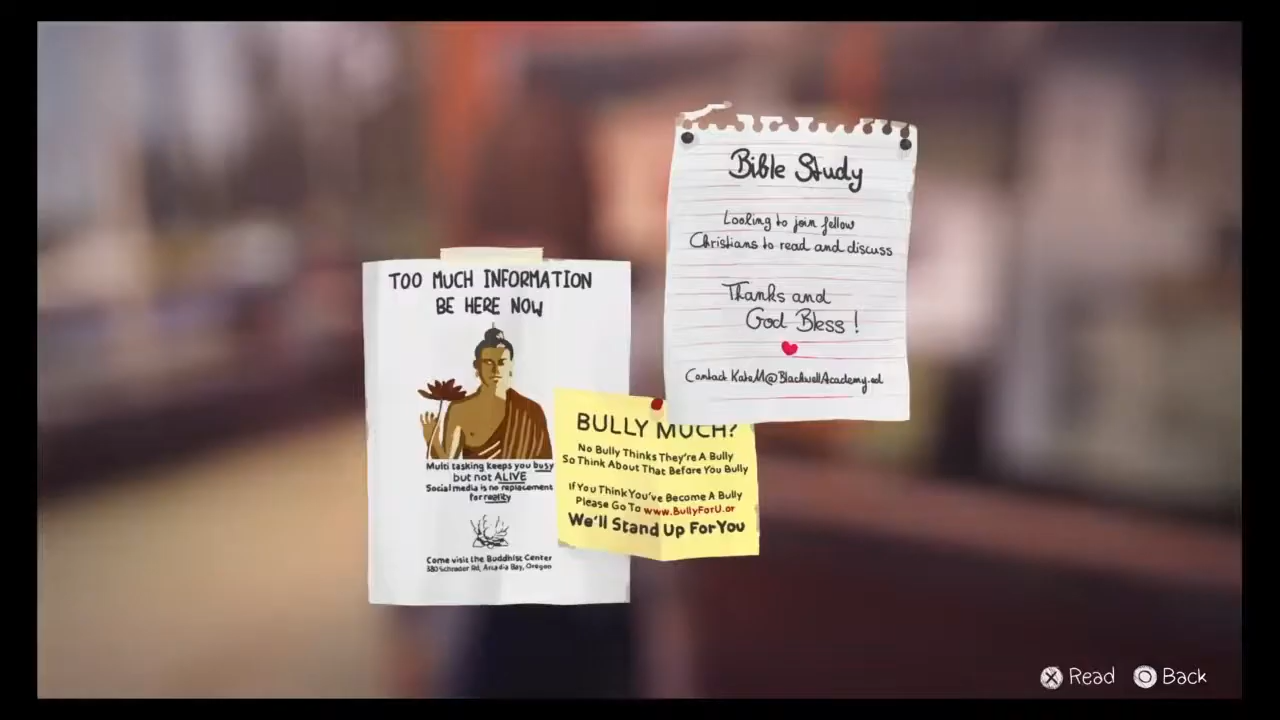 TOO MUCH INFORMATION
BE HERE NOW
Multi tasking keeps you busy
but not ALIVE
Social media is no replacement
for reality
Come visit the Buddhist Center
380 Schrader Rd, Arcadia Bay, Oregon
BULLY MUCH?
No Bully Thinks They're A Bully
So Think About That Before You Bully
If You Think You've Become A Bully
Please Go To www.BullyForU.or
We'll Stand Up For You
Bible Study
Looking to join fellow
Christians to read and discuss
Thanks and
God Bless!
Contact KateM@BlackwellAcademy.ed
Read
Back